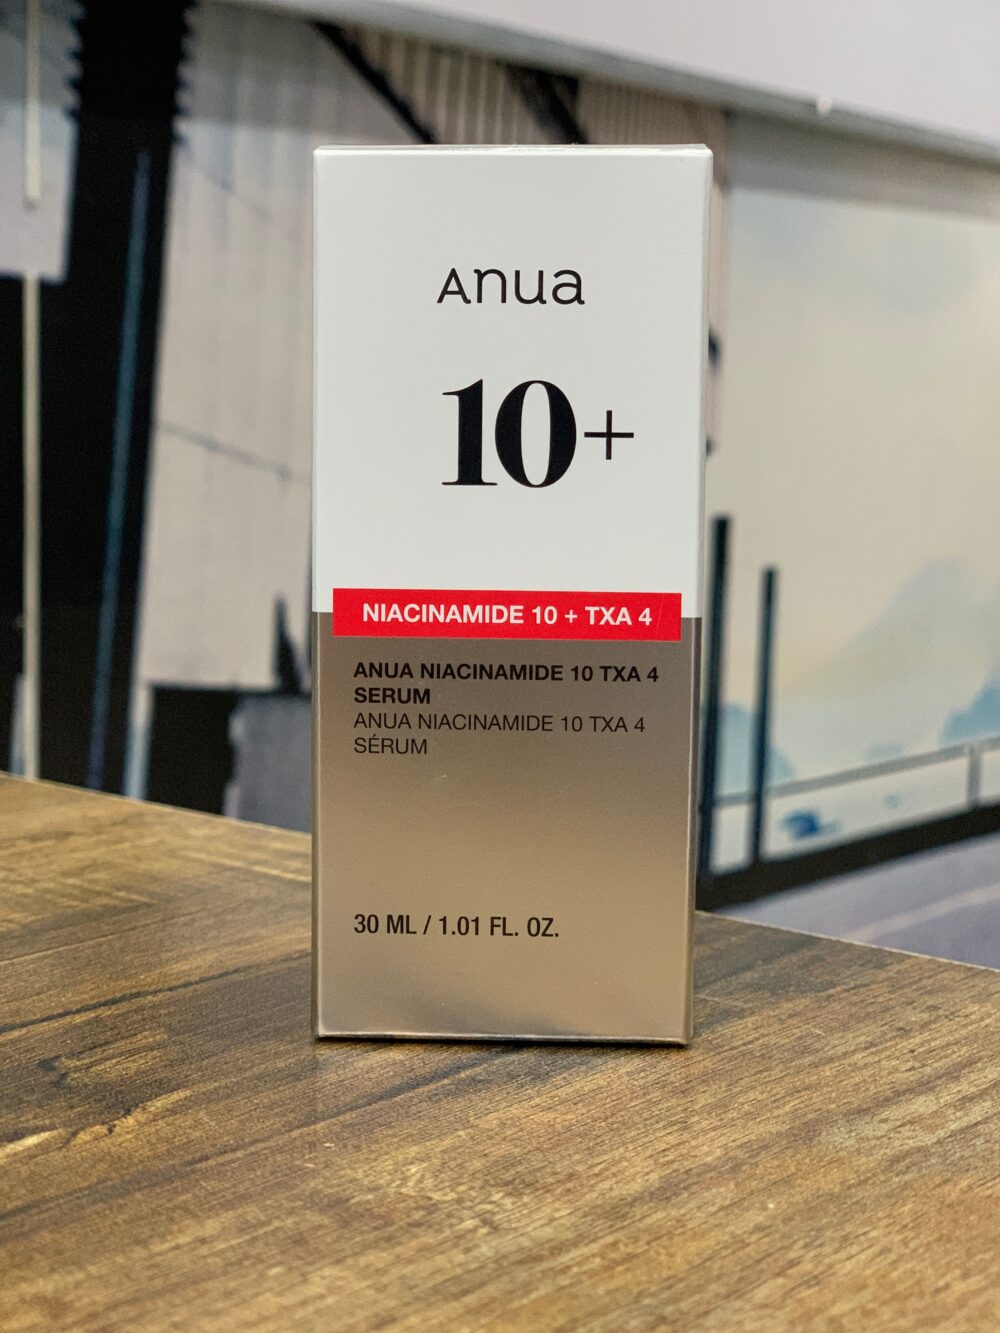 Anua
10+
NIACINAMIDE 10 + TXA 4
ANUA NIACINAMIDE 10 TXA 4
SERUM
ANUA NIACINAMIDE 10 TXA 4
SÉRUM
30 ML / 1.01 FL. OZ.